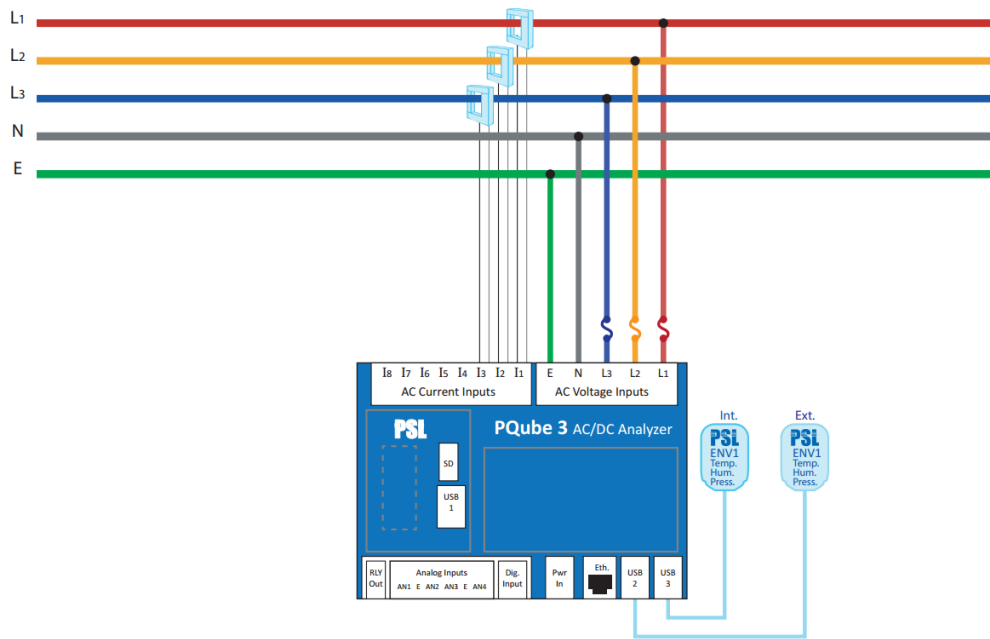 L1
L2
L3
N
E
I8 I7 I6 I5 I4 I3 I2 I1
AC Current Inputs
E N L3 L2 L1
AC Voltage Inputs
PSL
PQube 3 AC/DC Analyzer
SD
USB
1
Int.
PSL
ENV1
Temp.
Hum.
Press.
Ext.
PSL
ENV1
Temp.
Hum.
Press.
RLY
Out
Analog Inputs
AN1 E AN2 AN3 E AN4
Dig.
Input
Pwr
In
Eth.
USB
2
USB
3